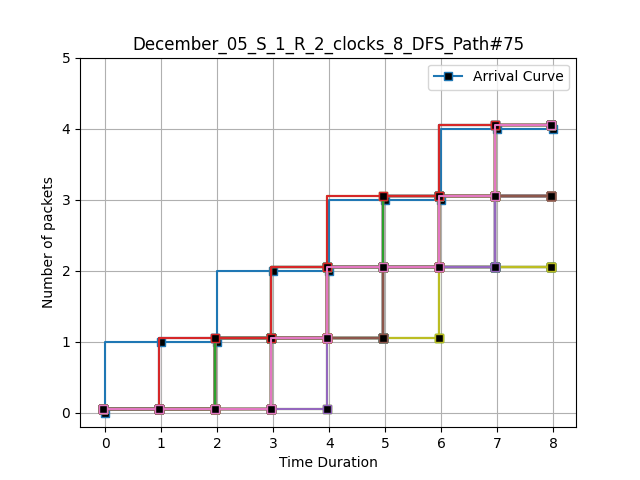 December_05_S_1_R_2_clocks_8_DFS_Path#75
Arrival Curve
Number of packets
5
4
3
2
1
0
0 1 2 3 4 5 6 7 8
Time Duration